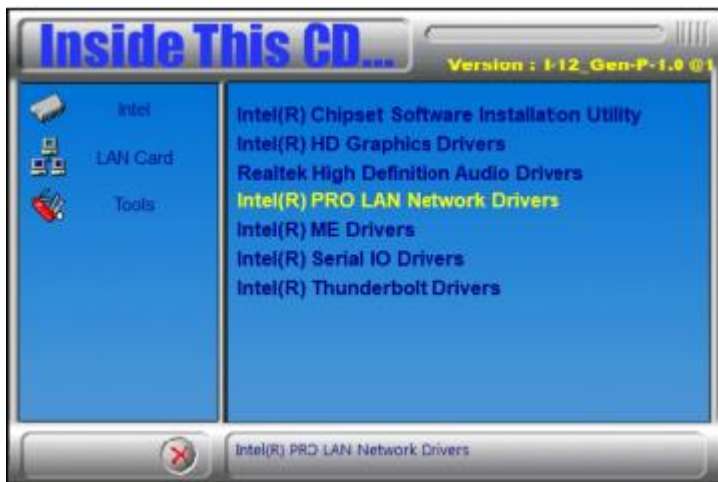 Inside This CD...
Version : I-12_Gen-P-1.0 @1
Intel
LAN Card
Tools
Intel(R) Chipset Software Installation Utility
Intel(R) HD Graphics Drivers
Realtek High Definition Audio Drivers
Intel(R) PRO LAN Network Drivers
Intel(R) ME Drivers
Intel(R) Serial IO Drivers
Intel(R) Thunderbolt Drivers
Intel(R) PRO LAN Network Drivers